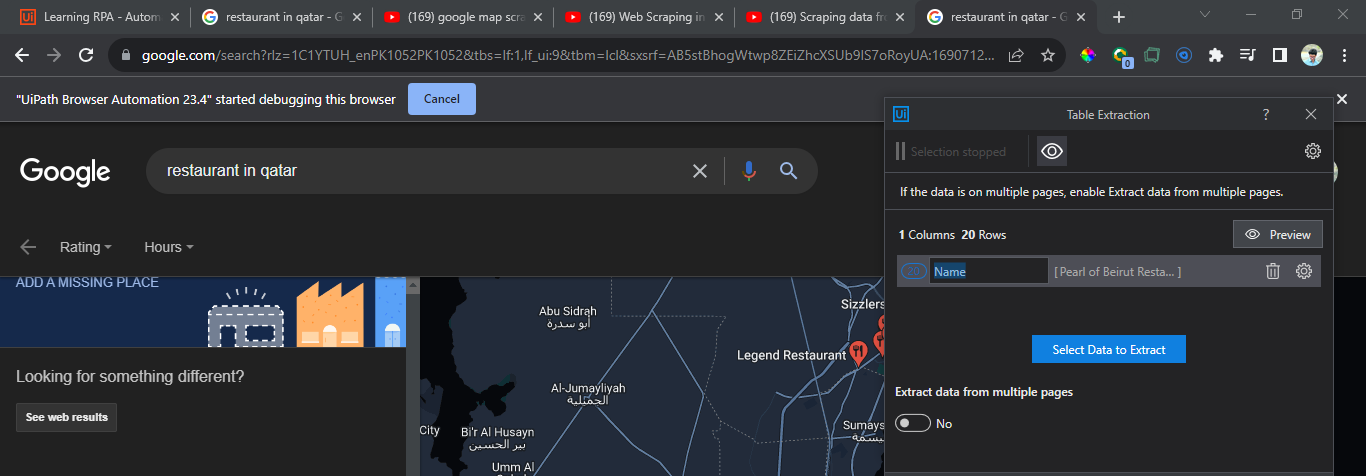 Learning RPA - Autom
restaurant in qatar - G
(169) google map scra
(169) Web Scraping in
(169) Scraping data fr
restaurant in qatar - G
google.com/search?rlz=1C1YTUH_enPK1052PK1052&tbs=lf:1,lf_ui:9&tbm=lcl&sxsrf=AB5stBhogWtwp8ZEiZhcXSUb9IS7oRoyUA:1690712...
0
"UiPath Browser Automation 23.4" started debugging this browser
Cancel
Ui
Table Extraction
?
Selection stopped
Google
restaurant in qatar
If the data is on multiple pages, enable Extract data from multiple pages.
1 Columns 20 Rows
Preview
Rating
Hours
20
Name
[ Pearl of Beirut Resta... ]
ADD A MISSING PLACE
Abu Sidrah
أبو سدرة
Sizzlers
Legend Restaurant
Select Data to Extract
Looking for something different?
See web results
Al-Jumayliyah
الجميلية
Extract data from multiple pages
No
City
Bi'r Al Husayn
بير الحسين
Sumays
يسمة
Umm Al